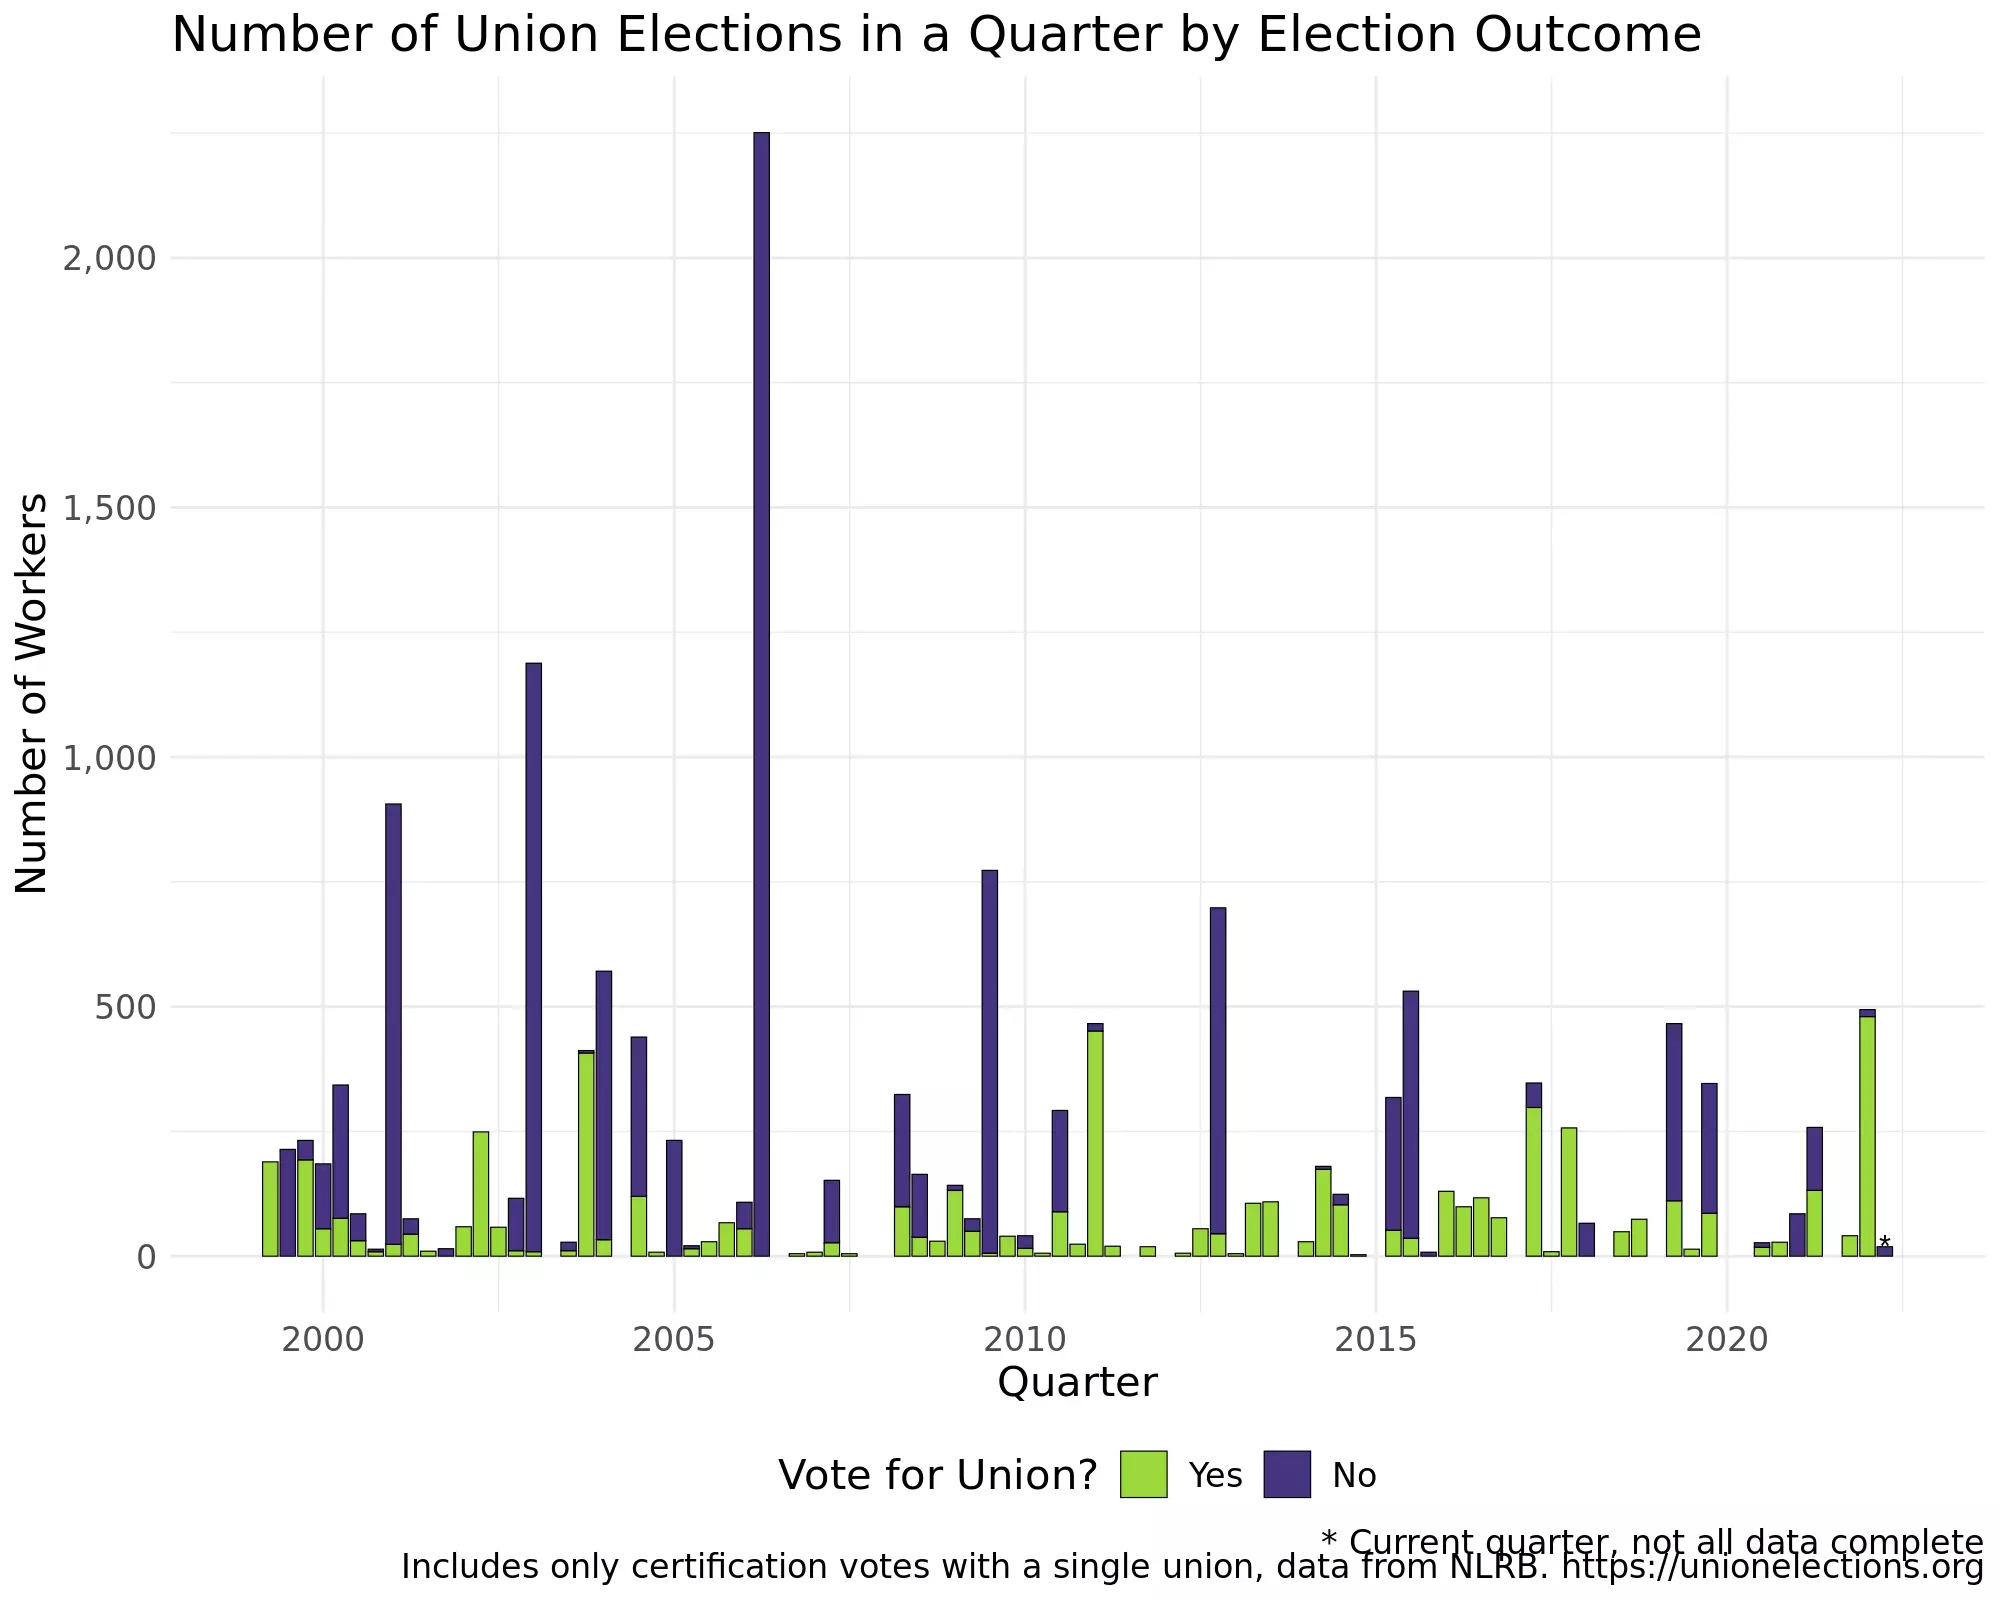 Number of Union Elections in a Quarter by Election Outcome
Number of Workers
2,000
1,500
1,000
500
0
*
2000 2005 2010 2015 2020
Quarter
Vote for Union? Yes No
* Current quarter, not all data complete
Includes only certification votes with a single union, data from NLRB. https://unionelections.org